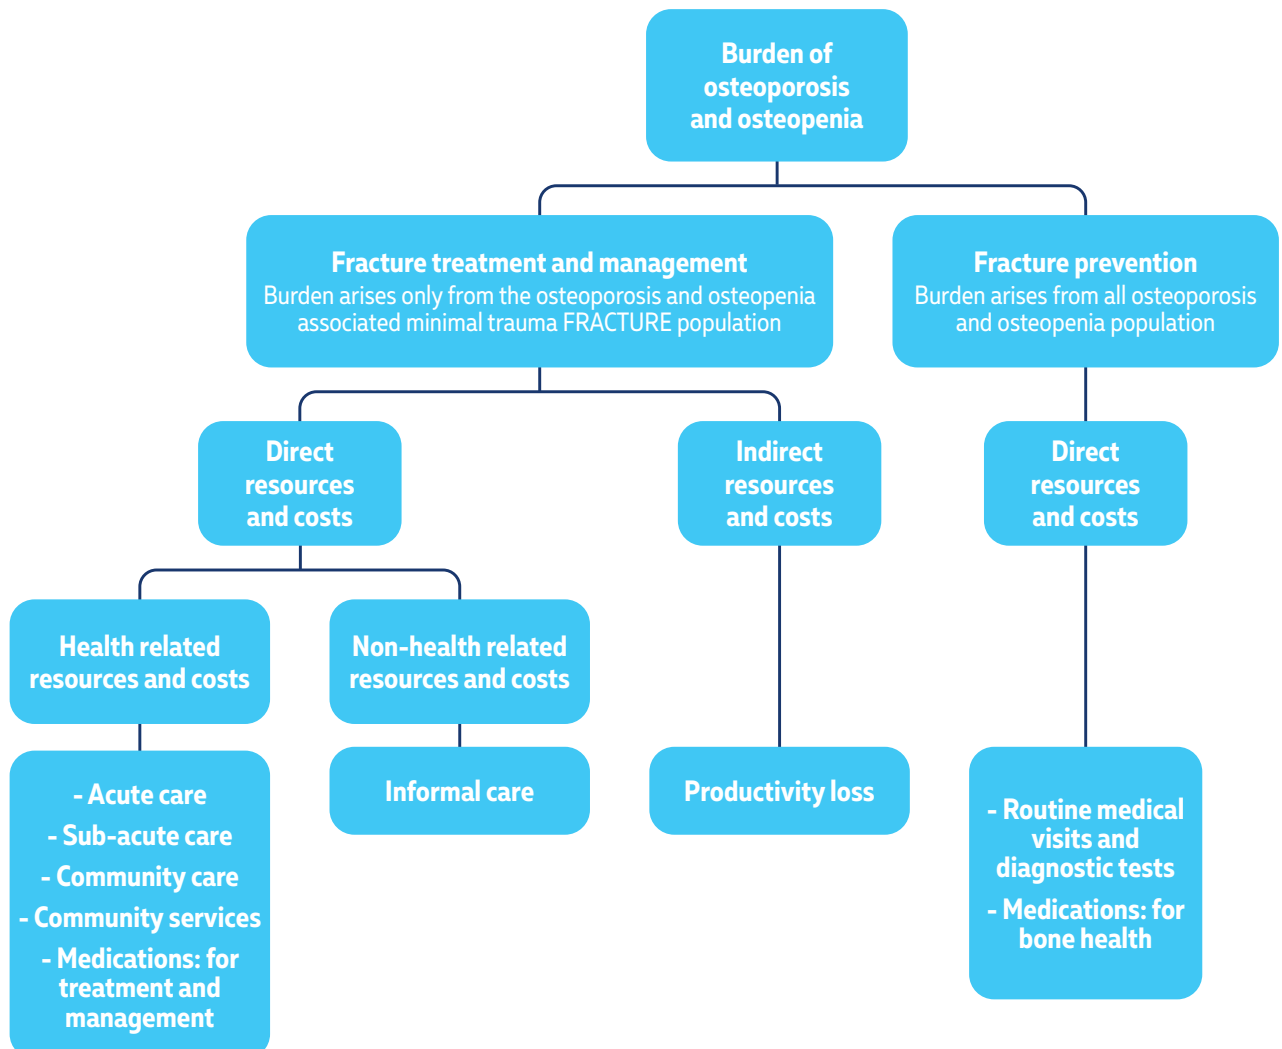 Burden of
osteoporosis
and osteopenia
Fracture treatment and management
Burden arises only from the osteoporosis and osteopenia
associated minimal trauma FRACTURE population
Fracture prevention
Burden arises from all osteoporosis
and osteopenia population
Direct
resources
and costs
Indirect
resources
and costs
Direct
resources
and costs
Health related
resources and costs
Non-health related
resources and costs
- Acute care
- Sub-acute care
- Community care
- Community services
- Medications: for
treatment and
management
Informal care
Productivity loss
- Routine medical
visits and
diagnostic tests
- Medications: for
bone health